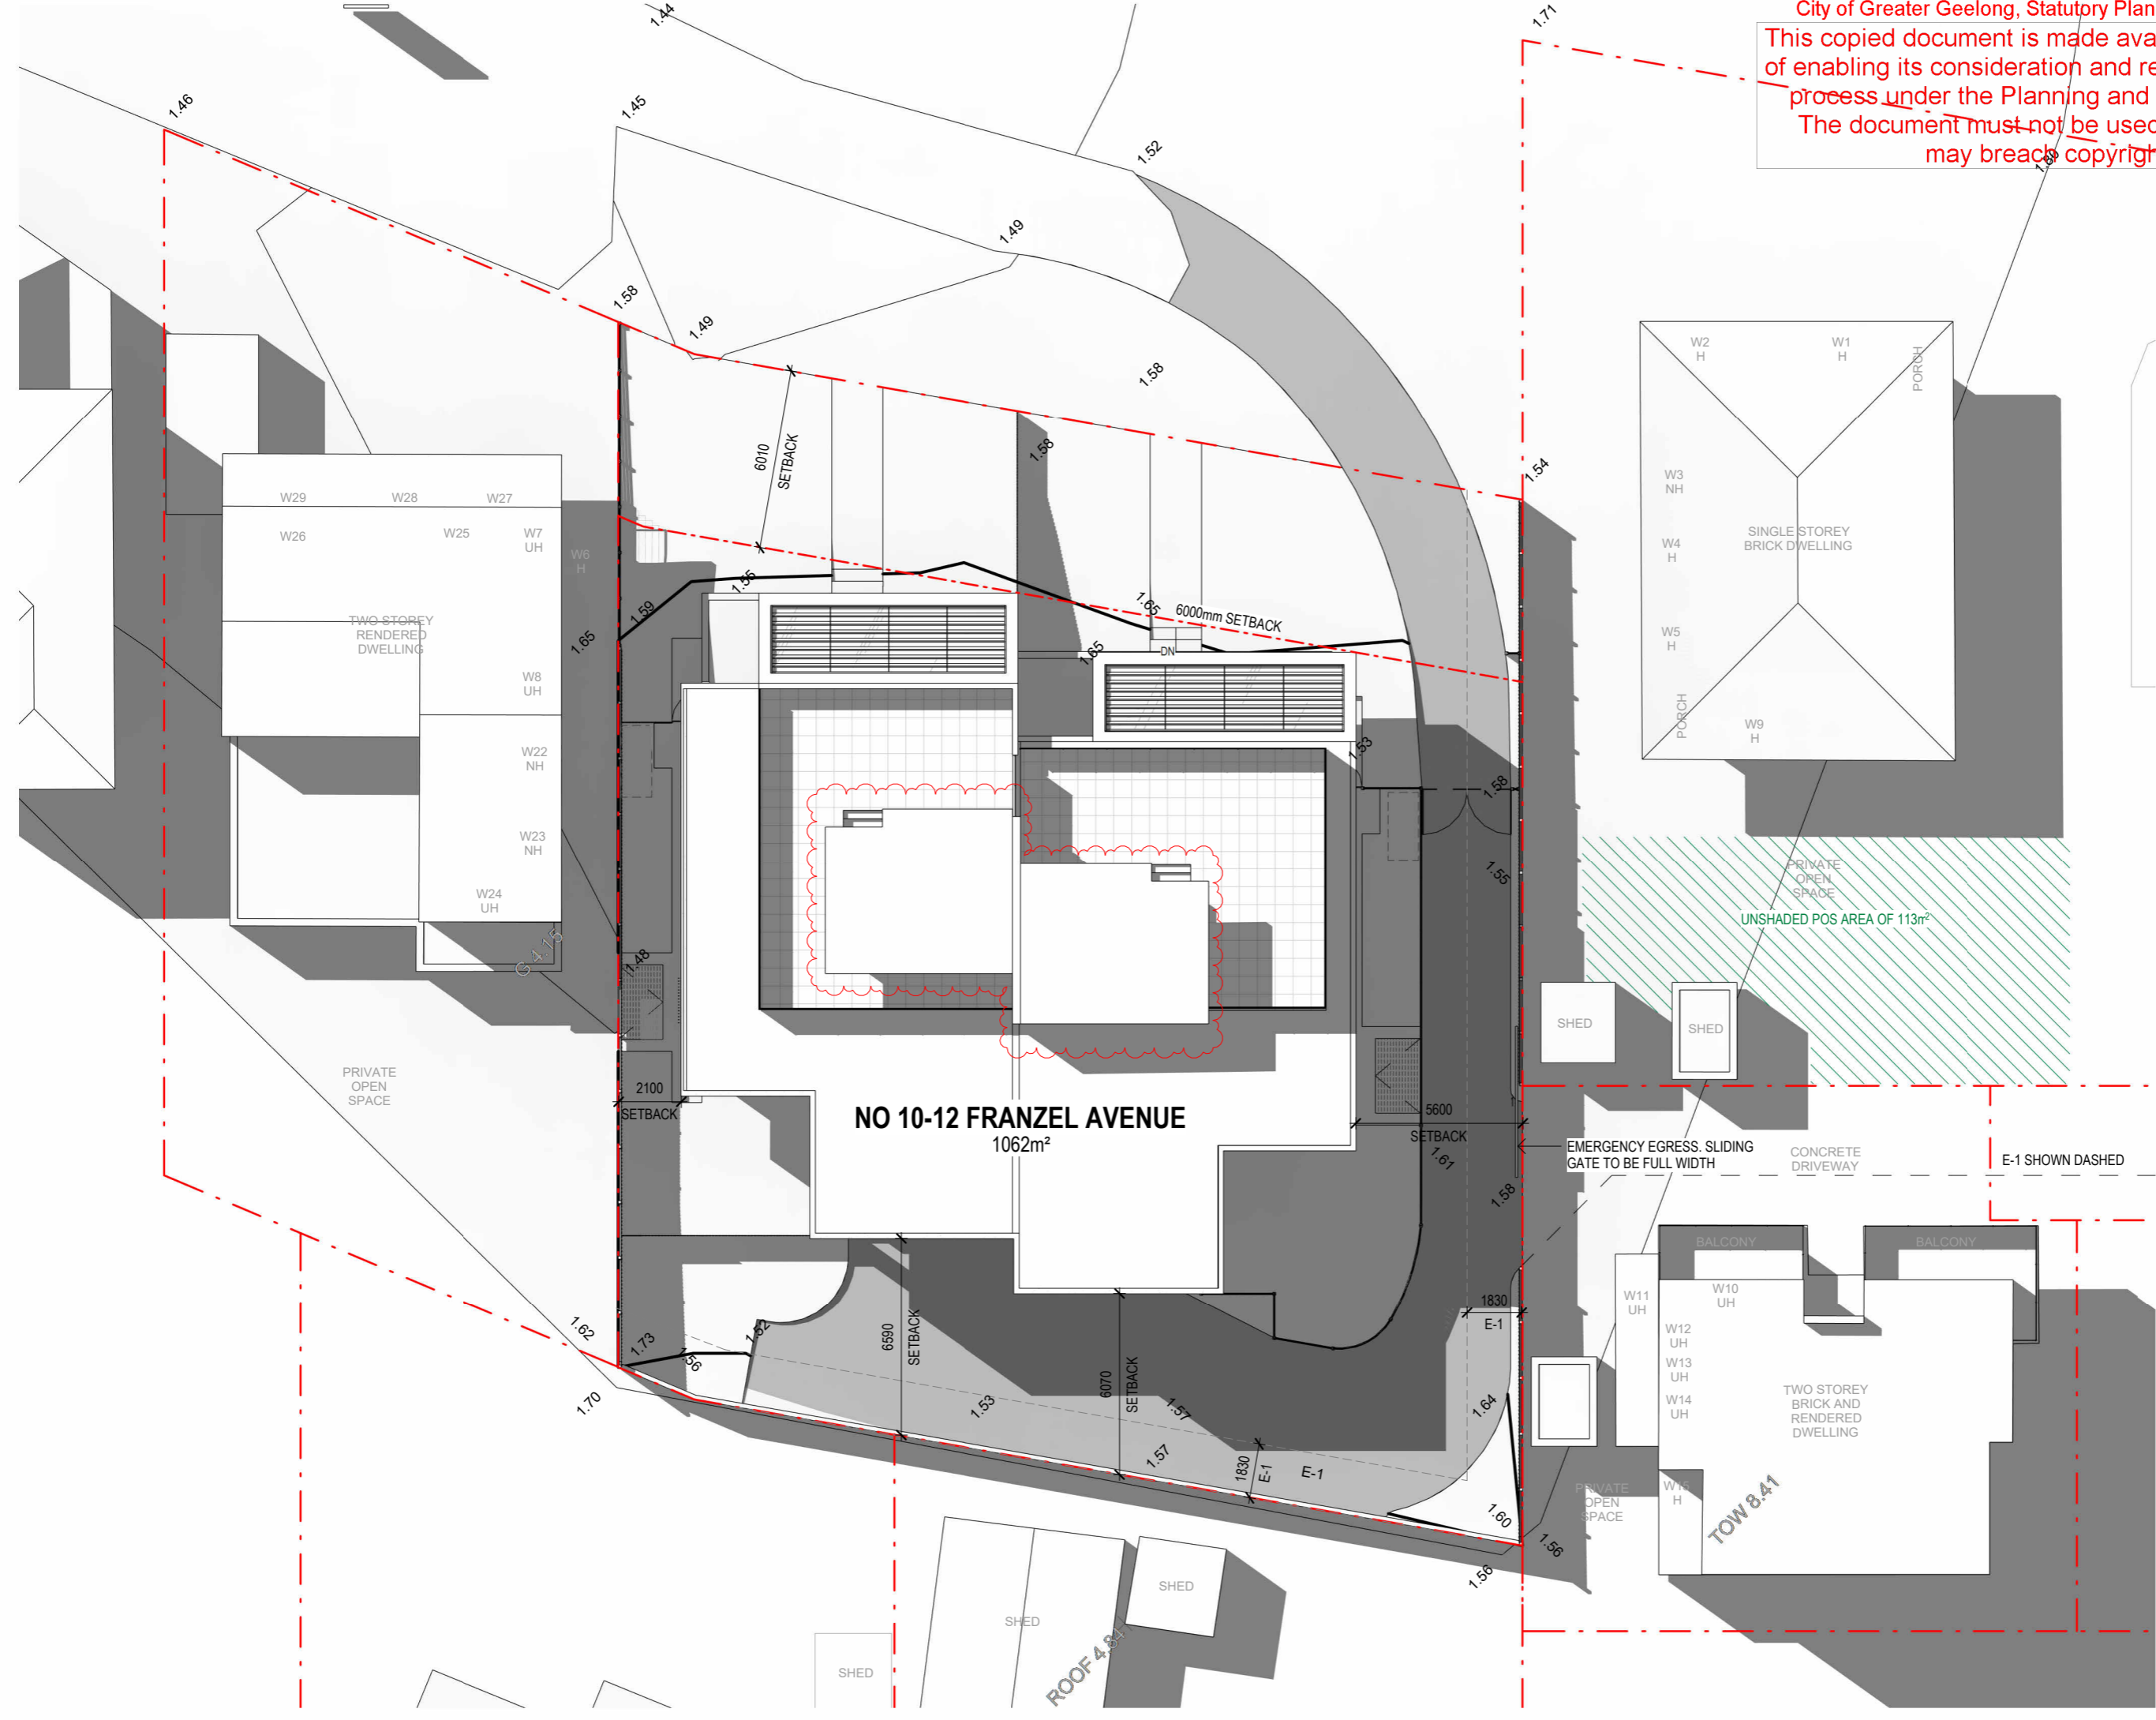 City of Greater Geelong, Statutory Plan
This copied document is made ava
of enabling its consideration and re
process under the Planning and
The document must not be used
may breach copyrigh
1.44
1.71
1.46
1.45
1.52
1.80
1.49
1.58
1.49
1.58
1.58
1.54
6010
SETBACK
W2
H
W1
H
PORCH
W3
NH
W4
H
SINGLE STOREY
BRICK DWELLING
W5
H
PORCH
W9
H
W29
W28
W27
W26
W25
W7
UH
W6
H
TWO STOREY
RENDERED
DWELLING
W8
UH
W22
NH
W23
NH
W24
UH
G 4.15
1.55
1.59
1.65
1.65
6000mm SETBACK
1.65
DN
1.53
1.58
1.55
PRIVATE
OPEN
SPACE
UNSHADED POS AREA OF 113m²
1.48
SHED
SHED
PRIVATE
OPEN
SPACE
2100
SETBACK
NO 10-12 FRANZEL AVENUE
1062m²
5600
SETBACK
1.61
EMERGENCY EGRESS. SLIDING
GATE TO BE FULL WIDTH
CONCRETE
DRIVEWAY
E-1 SHOWN DASHED
1.58
BALCONY
BALCONY
W11
UH
W10
UH
W12
UH
W13
UH
W14
UH
TWO STOREY
BRICK AND
RENDERED
DWELLING
1830
E-1
1.62
1.73
1.56
1.52
6590
SETBACK
6070
SETBACK
1.70
1.53
1.57
1.57
1.64
1830
E-1
E-1
1.60
1.56
1.56
PRIVATE
OPEN
SPACE
H
TOW 8.41
SHED
SHED
SHED